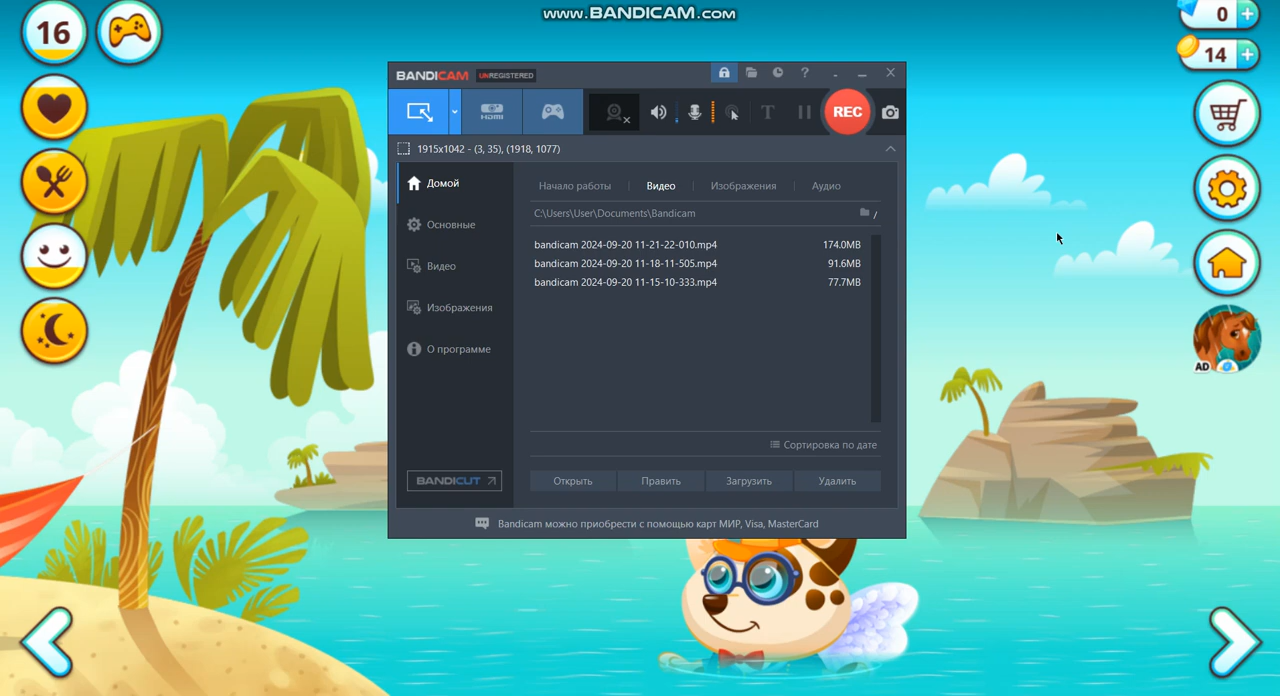 www.BANDICAM.com
16
0
14
BANDICAM UNREGISTERED
HDMI
T
REC
1915x1042 - (3, 35), (1918, 1077)
Домой
Основные
Видео
Изображения
О программе
BANDICUT
Начало работы
Видео
Изображения
Аудио
C:\Users\User\Documents\Bandicam
bandicam 2024-09-20 11-21-22-010.mp4 174.0MB
bandicam 2024-09-20 11-18-11-505.mp4 91.6MB
bandicam 2024-09-20 11-15-10-333.mp4 77.7MB
Сортировка по дате
Открыть
Править
Загрузить
Удалить
Bandicam можно приобрести с помощью карт МИР, Visa, MasterCard
AD